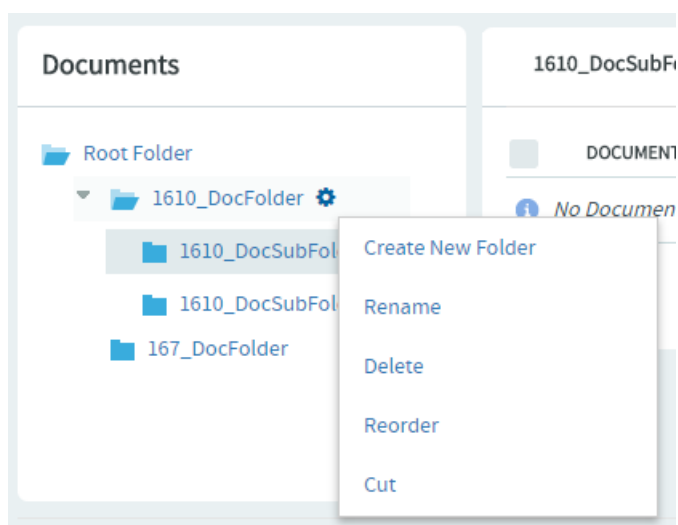 Documents
1610_DocSubFo
Root Folder
DOCUMENT
1610_DocFolder
No Documen
1610_DocSubFol
1610_DocSubFol
167_DocFolder
Create New Folder
Rename
Delete
Reorder
Cut